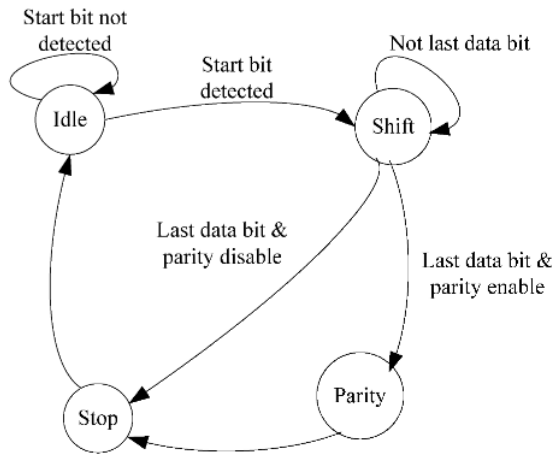 Start bit not
detected
Start bit
detected
Not last data bit
Idle
Shift
Last data bit &
parity disable
Last data bit &
parity enable
Parity
Stop